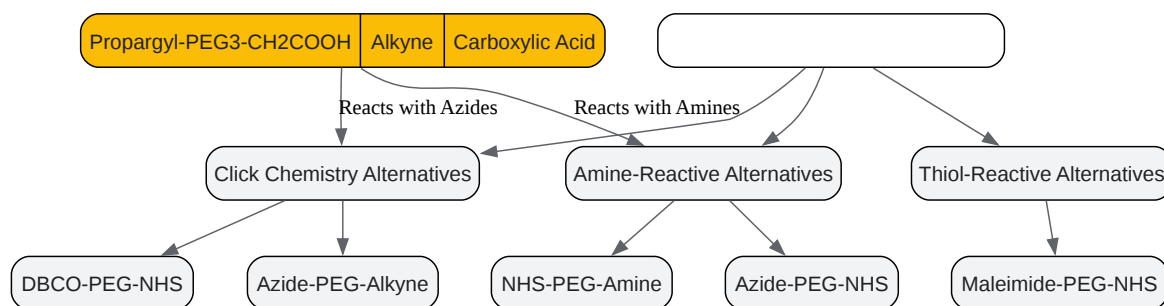 Propargyl-PEG3-CH2COOH
Alkyne
Carboxylic Acid
Reacts with Azides
Reacts with Amines
Click Chemistry Alternatives
Amine-Reactive Alternatives
Thiol-Reactive Alternatives
DBCO-PEG-NHS
Azide-PEG-Alkyne
NHS-PEG-Amine
Azide-PEG-NHS
Maleimide-PEG-NHS